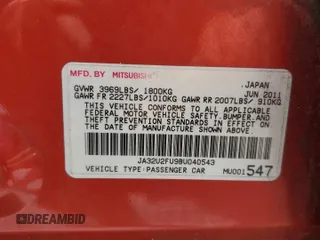 MFD. BY MITSUBISHI JAPAN
GVWR 3969LBS/ 1800KG JUN 2011
GAWR FR 2227LBS/1010KG GAWR RR 2007LBS/ 910KG
THIS VEHICLE CONFORMS TO ALL APPLICABLE
FEDERAL MOTOR VEHICLE SAFETY, BUMPER, AND
THEFT PREVENTION STANDARDS IN EFFECT ON
THE DATE OF MANUFACTURE SHOWN ABOVE.
JA32U2FU9BU040543
VEHICLE TYPE:PASSENGER CAR MU001547
@ DREAMBID